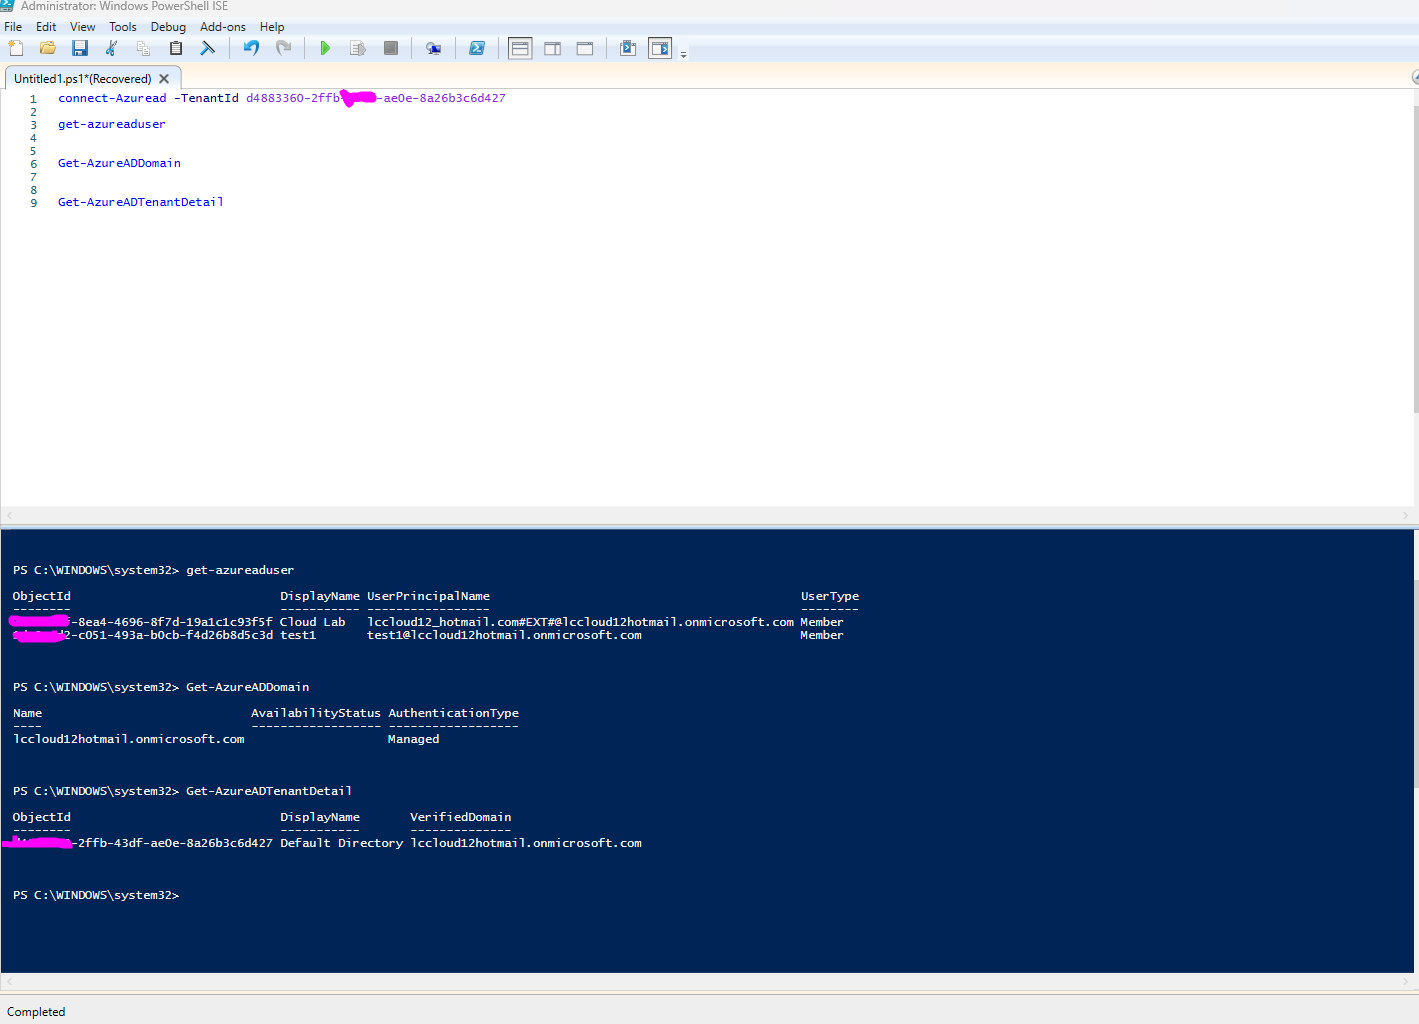 Administrator: Windows PowerShell ISE
File Edit View Tools Debug Add-ons Help
Untitled1.ps1*(Recovered)
1 connect-Azuread -TenantId d4883360-2ffb -ae0e-8a26b3c6d427
2
3 get-azureaduser
4
5
6 Get-AzureADDomain
7
8
9 Get-AzureADTenantDetail
PS C:\WINDOWS\system32> get-azureaduser
ObjectId DisplayName UserPrincipalName UserType
-------- ----------- ----------------- --------
-8ea4-4696-8f7d-19a1c1c93f5f Cloud Lab lccloud12_hotmail.com#EXT#@lccloud12hotmail.onmicrosoft.com Member
2-c051-493a-b0cb-f4d26b8d5c3d test1 test1@lccloud12hotmail.onmicrosoft.com Member
PS C:\WINDOWS\system32> Get-AzureADDomain
Name AvailabilityStatus AuthenticationType
---- ------------------ ------------------
lccloud12hotmail.onmicrosoft.com Managed
PS C:\WINDOWS\system32> Get-AzureADTenantDetail
ObjectId DisplayName VerifiedDomain
-------- ----------- --------------
-2ffb-43df-ae0e-8a26b3c6d427 Default Directory lccloud12hotmail.onmicrosoft.com
PS C:\WINDOWS\system32>
Completed